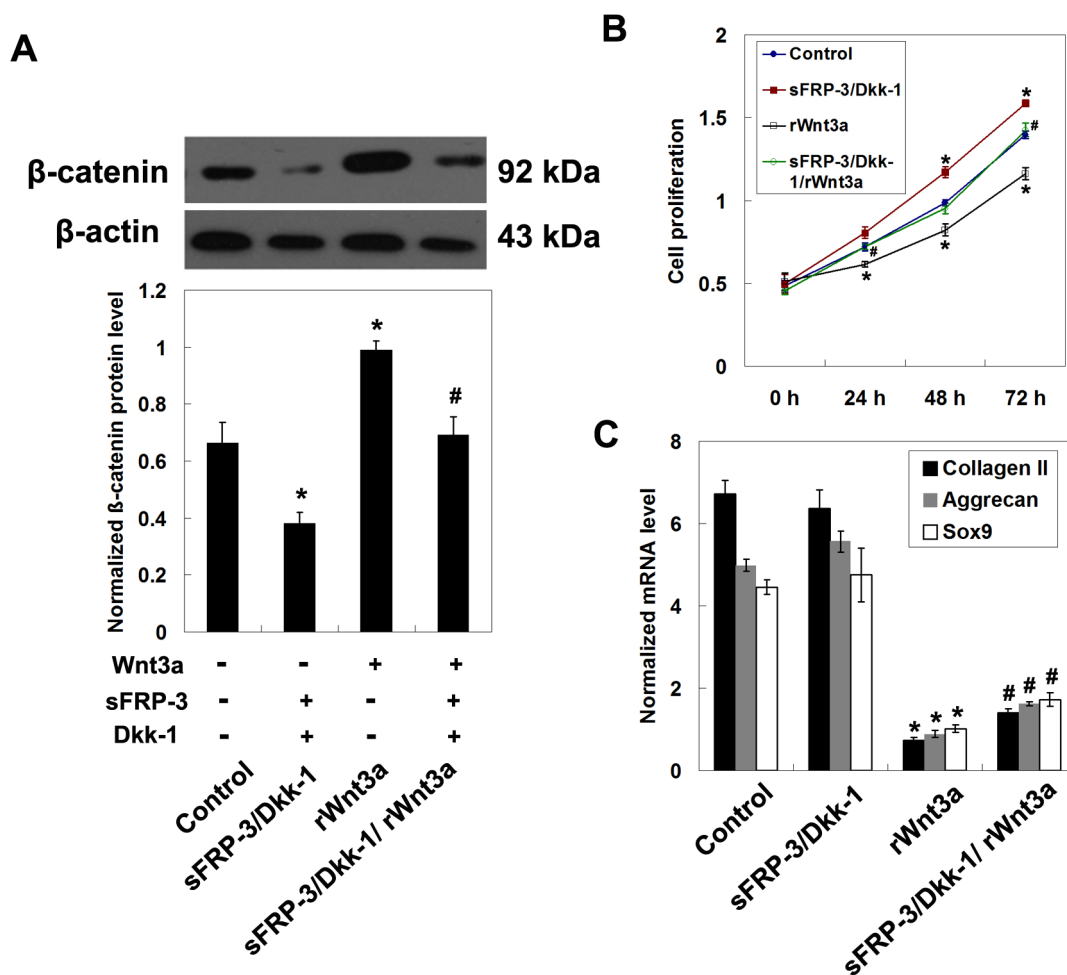 A
β-catenin
92 kDa
β-actin
43 kDa
Normalized ß-catenin protein level
1.2
1
0.8
0.6
0.4
0.2
0
*
*
#
Wnt3a - - + +
sFRP-3 - + - +
Dkk-1 - + - +
Control
sFRP-3/Dkk-1
rWnt3a
sFRP-3/Dkk-1/ rWnt3a
B
Cell proliferation
2
1.5
1
0.5
0
Control
sFRP-3/Dkk-1
rWnt3a
sFRP-3/Dkk-
1/rWnt3a
*
*
#
#
*
*
*
0 h 24 h 48 h 72 h
C
Normalized mRNA level
8
6
4
2
0
Collagen II
Aggrecan
Sox9
* * *
# # #
Control
sFRP-3/Dkk-1
rWnt3a
sFRP-3/Dkk-1/ rWnt3a